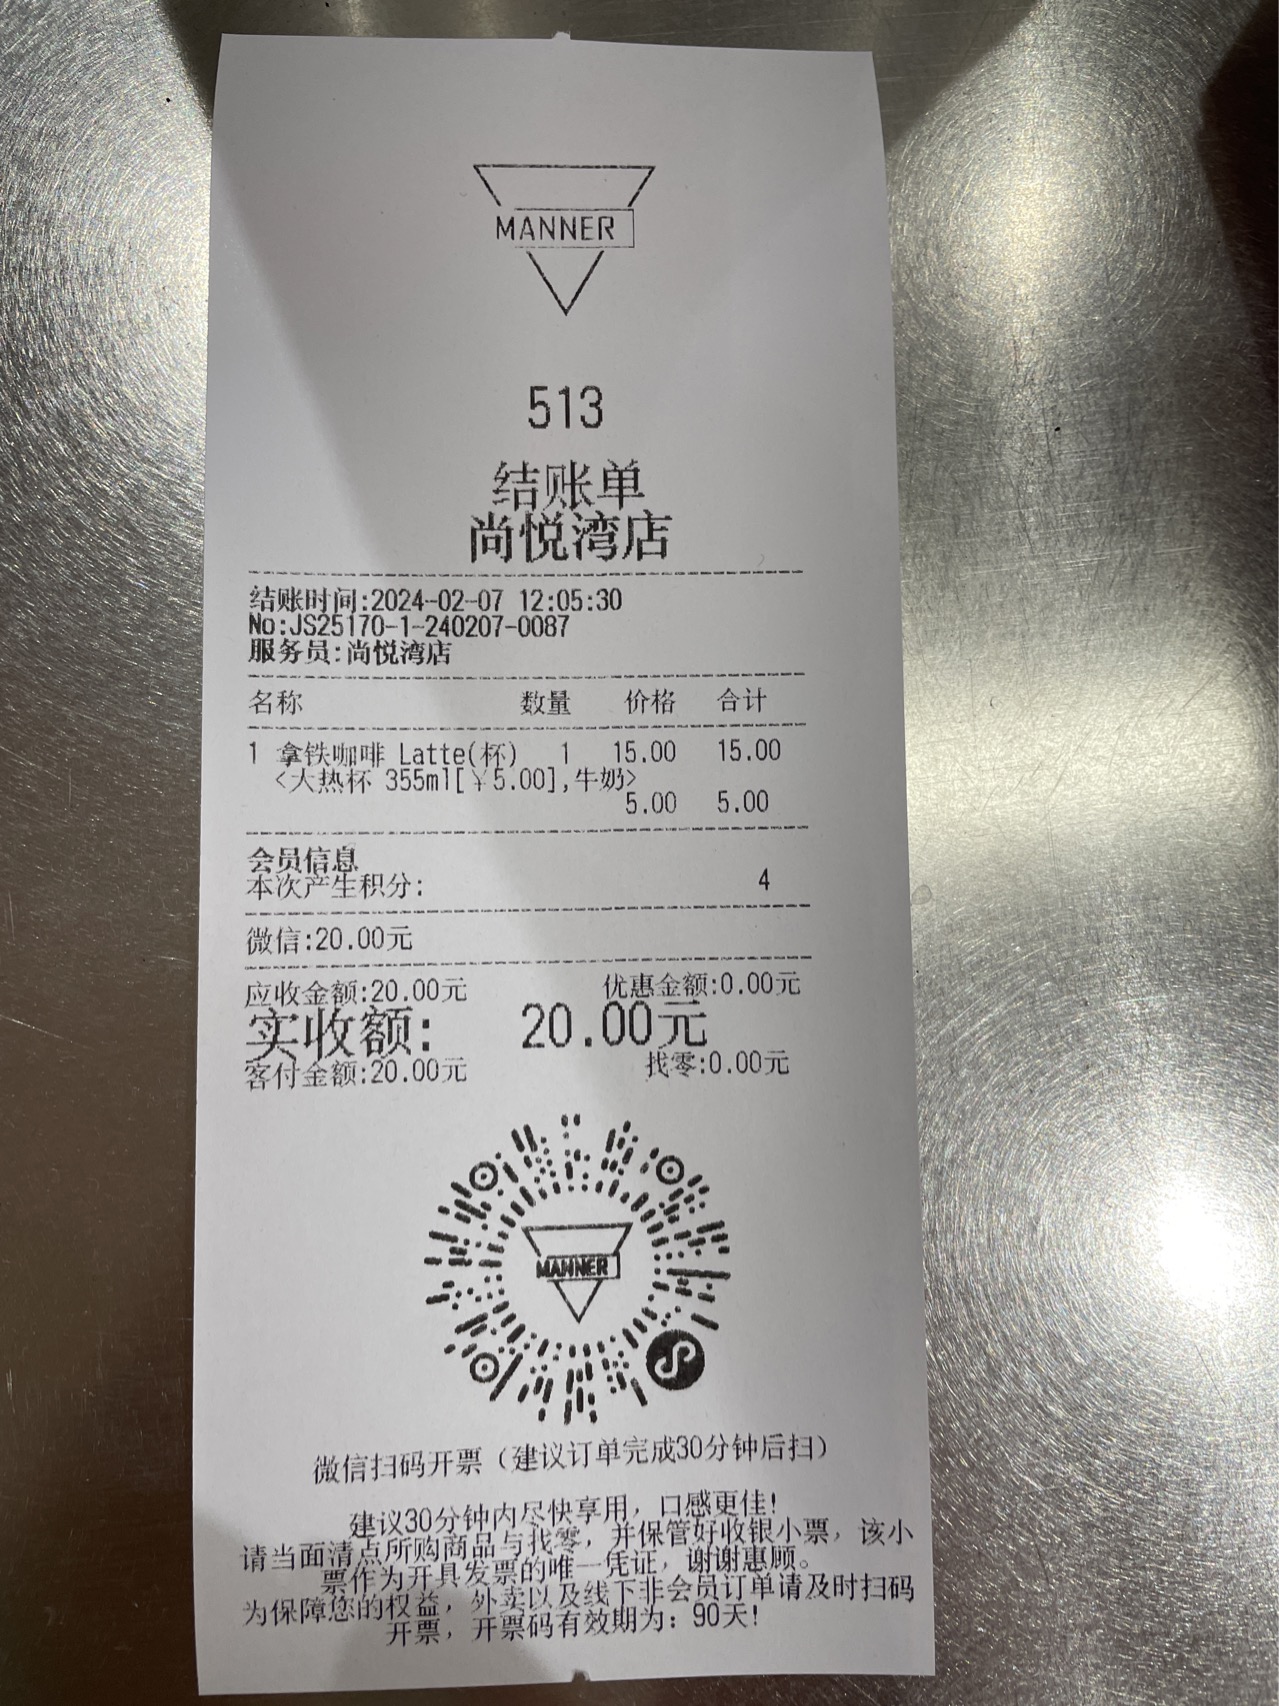 MANNER
513
结账单
尚悦湾店
结账时间:2024-02-07 12:05:30
No:JS25170-1-240207-0087
服务员:尚悦湾店
名称 数量 价格 合计
1 拿铁咖啡 Latte(杯) 1 15.00 15.00
<大热杯 355ml[￥5.00],牛奶>
5.00 5.00
会员信息
本次产生积分: 4
微信:20.00元
应收金额:20.00元 优惠金额:0.00元
实收额: 20.00元
客付金额:20.00元 找零:0.00元
MANNER
微信扫码开票（建议订单完成30分钟后扫）
建议30分钟内尽快享用，口感更佳！
请当面清点所购商品与找零，并保管好收银小票，该小
票作为开具发票的唯一凭证，谢谢惠顾。
为保障您的权益，外卖以及线下非会员订单请及时扫码
开票，开票码有效期为：90天！